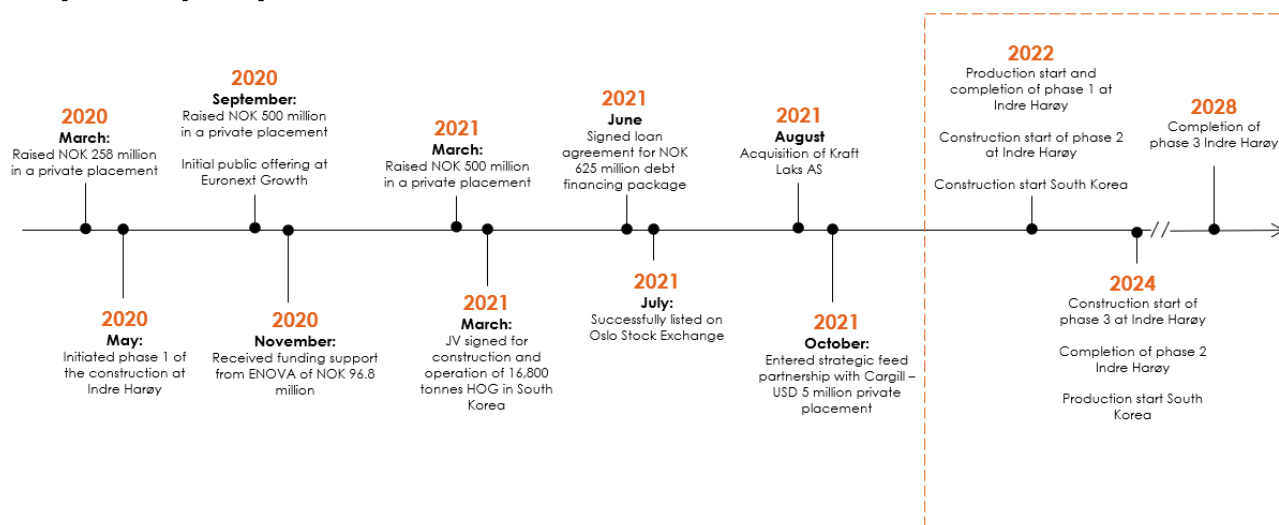 2020
March:
Raised NOK 258 million
in a private placement
2020
May:
Initiated phase 1 of
the construction at
Indre Harøy
2020
September:
Raised NOK 500 million
in a private placement
Initial public offering at
Euronext Growth
2020
November:
Received funding support
from ENOVA of NOK 96.8
million
2021
March:
Raised NOK 500 million
in a private placement
2021
March:
JV signed for
construction and
operation of 16,800
tonnes HOG in South
Korea
2021
June
Signed loan
agreement for NOK
625 million debt
financing package
2021
July:
Successfully listed on
Oslo Stock Exchange
2021
August
Acquisition of Kraft
Laks AS
2021
October:
Entered strategic feed
partnership with Cargill –
USD 5 million private
placement
2022
Production start and
completion of phase 1 at
Indre Harøy
Construction start of phase 2
at Indre Harøy
Construction start South Korea
2024
Construction start of
phase 3 at Indre Harøy
Completion of phase 2
Indre Harøy
Production start South
Korea
2028
Completion of
phase 3 Indre Harøy